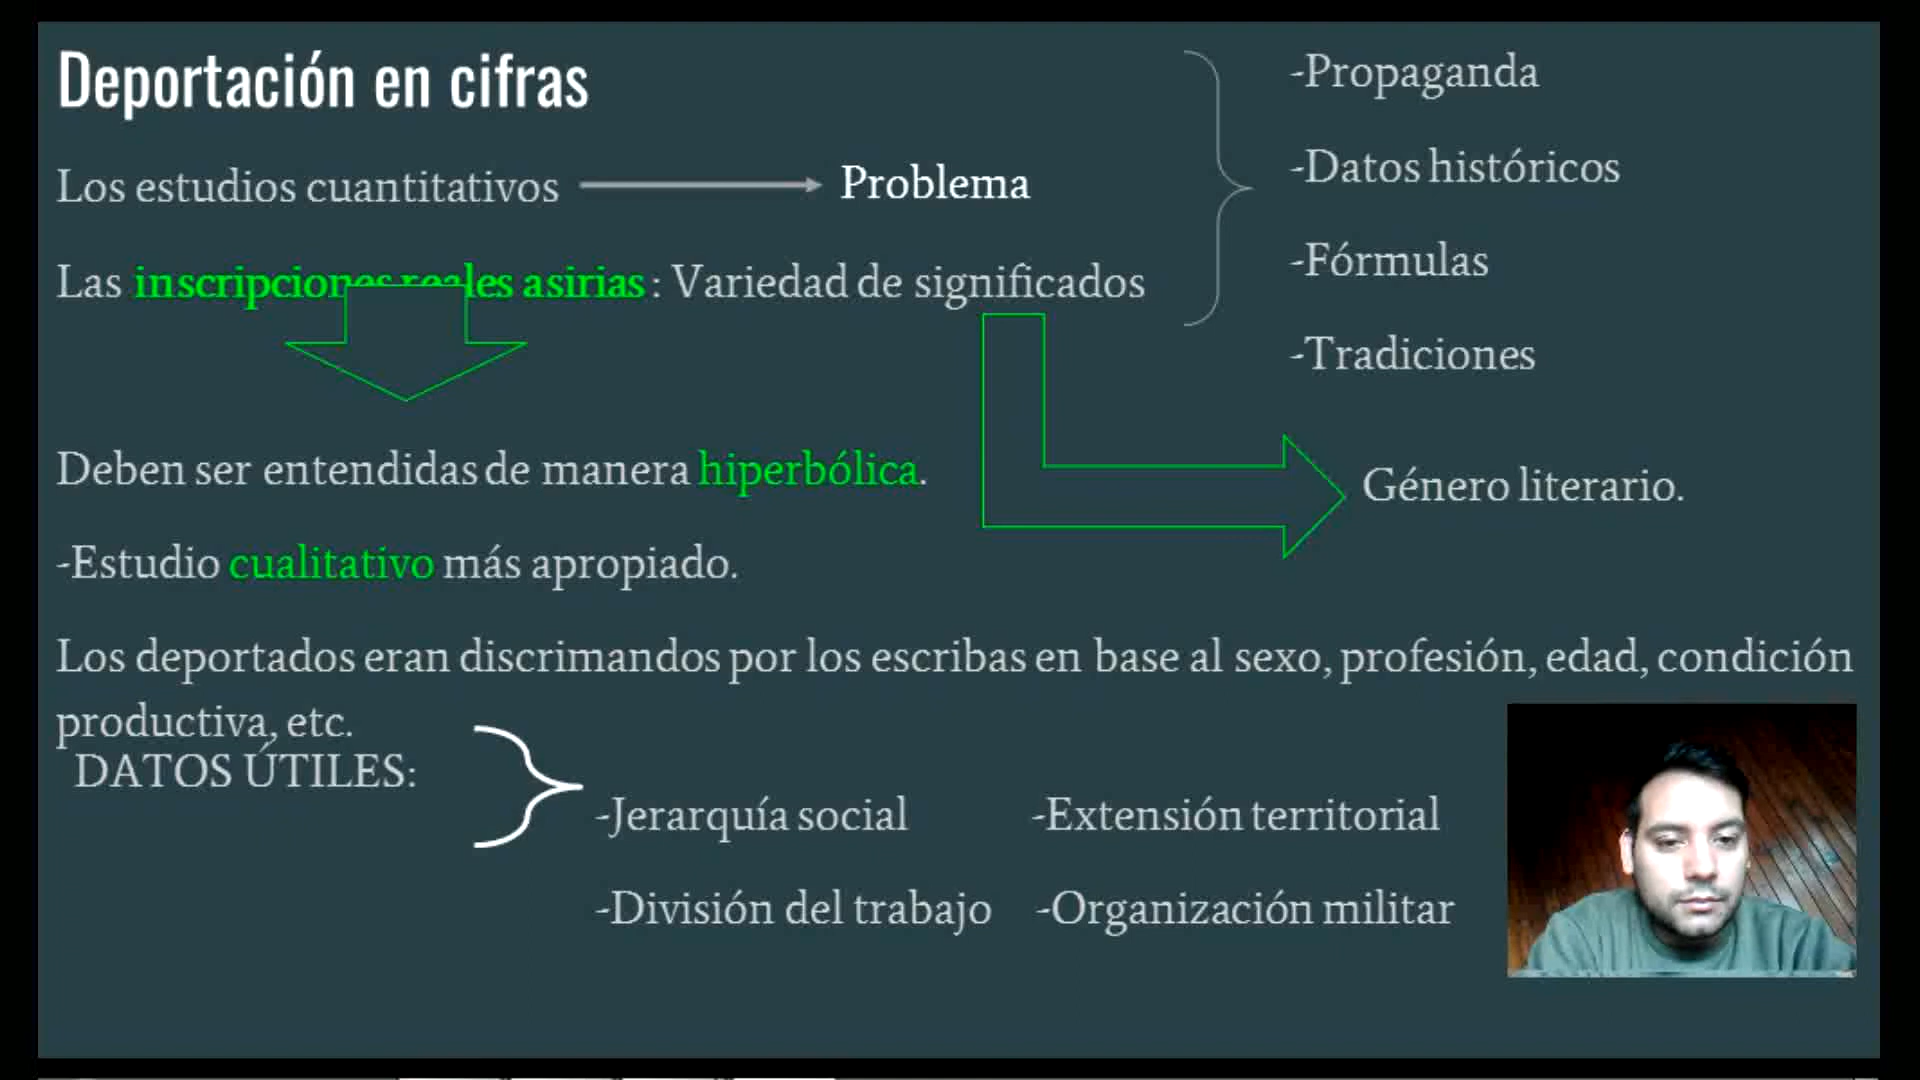 Deportación en cifras
Los estudios cuantitativos
Problema
Las inscripciones reales asirias: Variedad de significados
-Propaganda
-Datos históricos
-Fórmulas
-Tradiciones
Género literario.
Deben ser entendidas de manera hiperbólica.
-Estudio cualitativo más apropiado.
Los deportados eran discrimandos por los escribas en base al sexo, profesión, edad, condición
productiva, etc.
DATOS ÚTILES:
-Jerarquía social
-Extensión territorial
-División del trabajo
-Organización militar